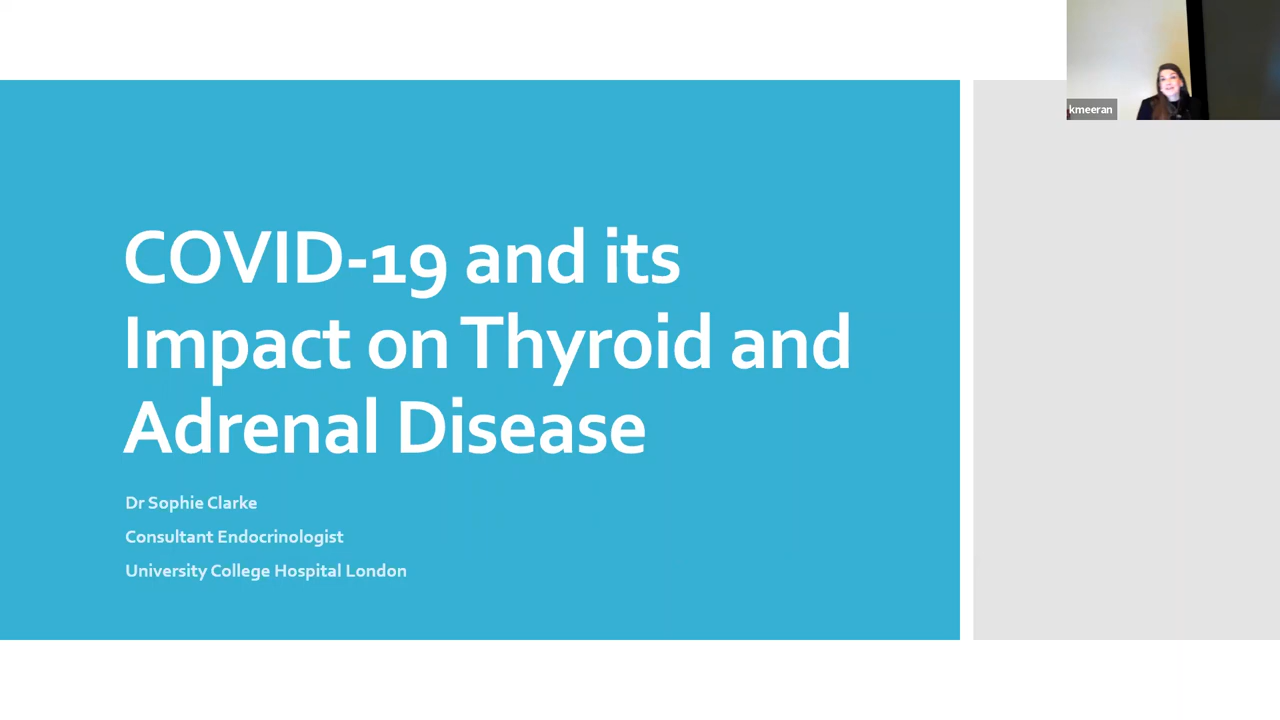 kmeeran
COVID-19 and its
Impact on Thyroid and
Adrenal Disease
Dr Sophie Clarke
Consultant Endocrinologist
University College Hospital London